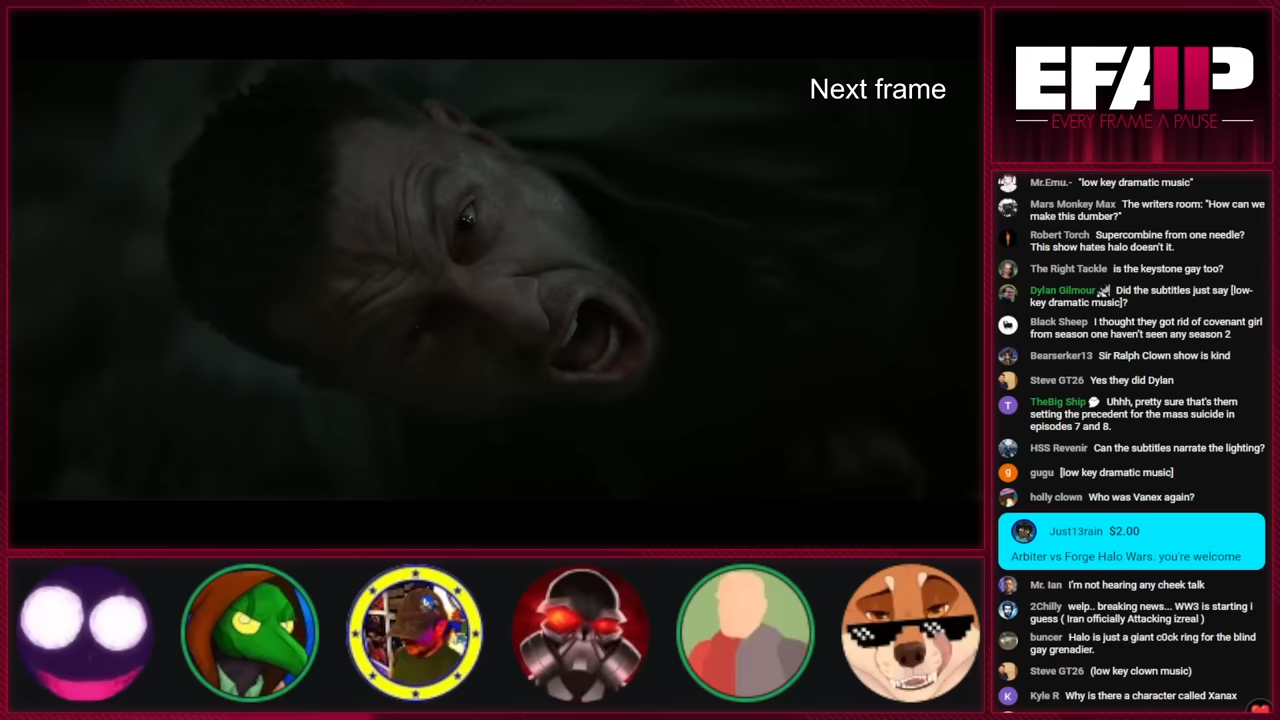 Next frame
EFAP
EVERY FRAME A PAUSE
Mr.Emu.- "low key dramatic music"
Mars Monkey Max The writers room: "How can we
make this dumber?"
Robert Torch Supercombine from one needle?
This show hates halo doesn't it.
The Right Tackle is the keystone gay too?
Dylan Gilmour Did the subtitles just say [low-
key dramatic music]?
Black Sheep I thought they got rid of covenant girl
from season one haven't seen any season 2
Bearserker13 Sir Ralph Clown show is kind
Steve GT26 Yes they did Dylan
T TheBig Ship Uhhh, pretty sure that's them
setting the precedent for the mass suicide in
episodes 7 and 8.
HSS Revenir Can the subtitles narrate the lighting?
g gugu [low key dramatic music]
holly clown Who was Vanex again?
Just13rain $2.00
Arbiter vs Forge Halo Wars. you're welcome
Mr. Ian I'm not hearing any cheek talk
2Chilly welp.. breaking news... WW3 is starting i
guess ( Iran officially Attacking izreal )
buncer Halo is just a giant c0ck ring for the blind
gay grenadier.
Steve GT26 (low key clown music)
K Kyle R Why is there a character called Xanax